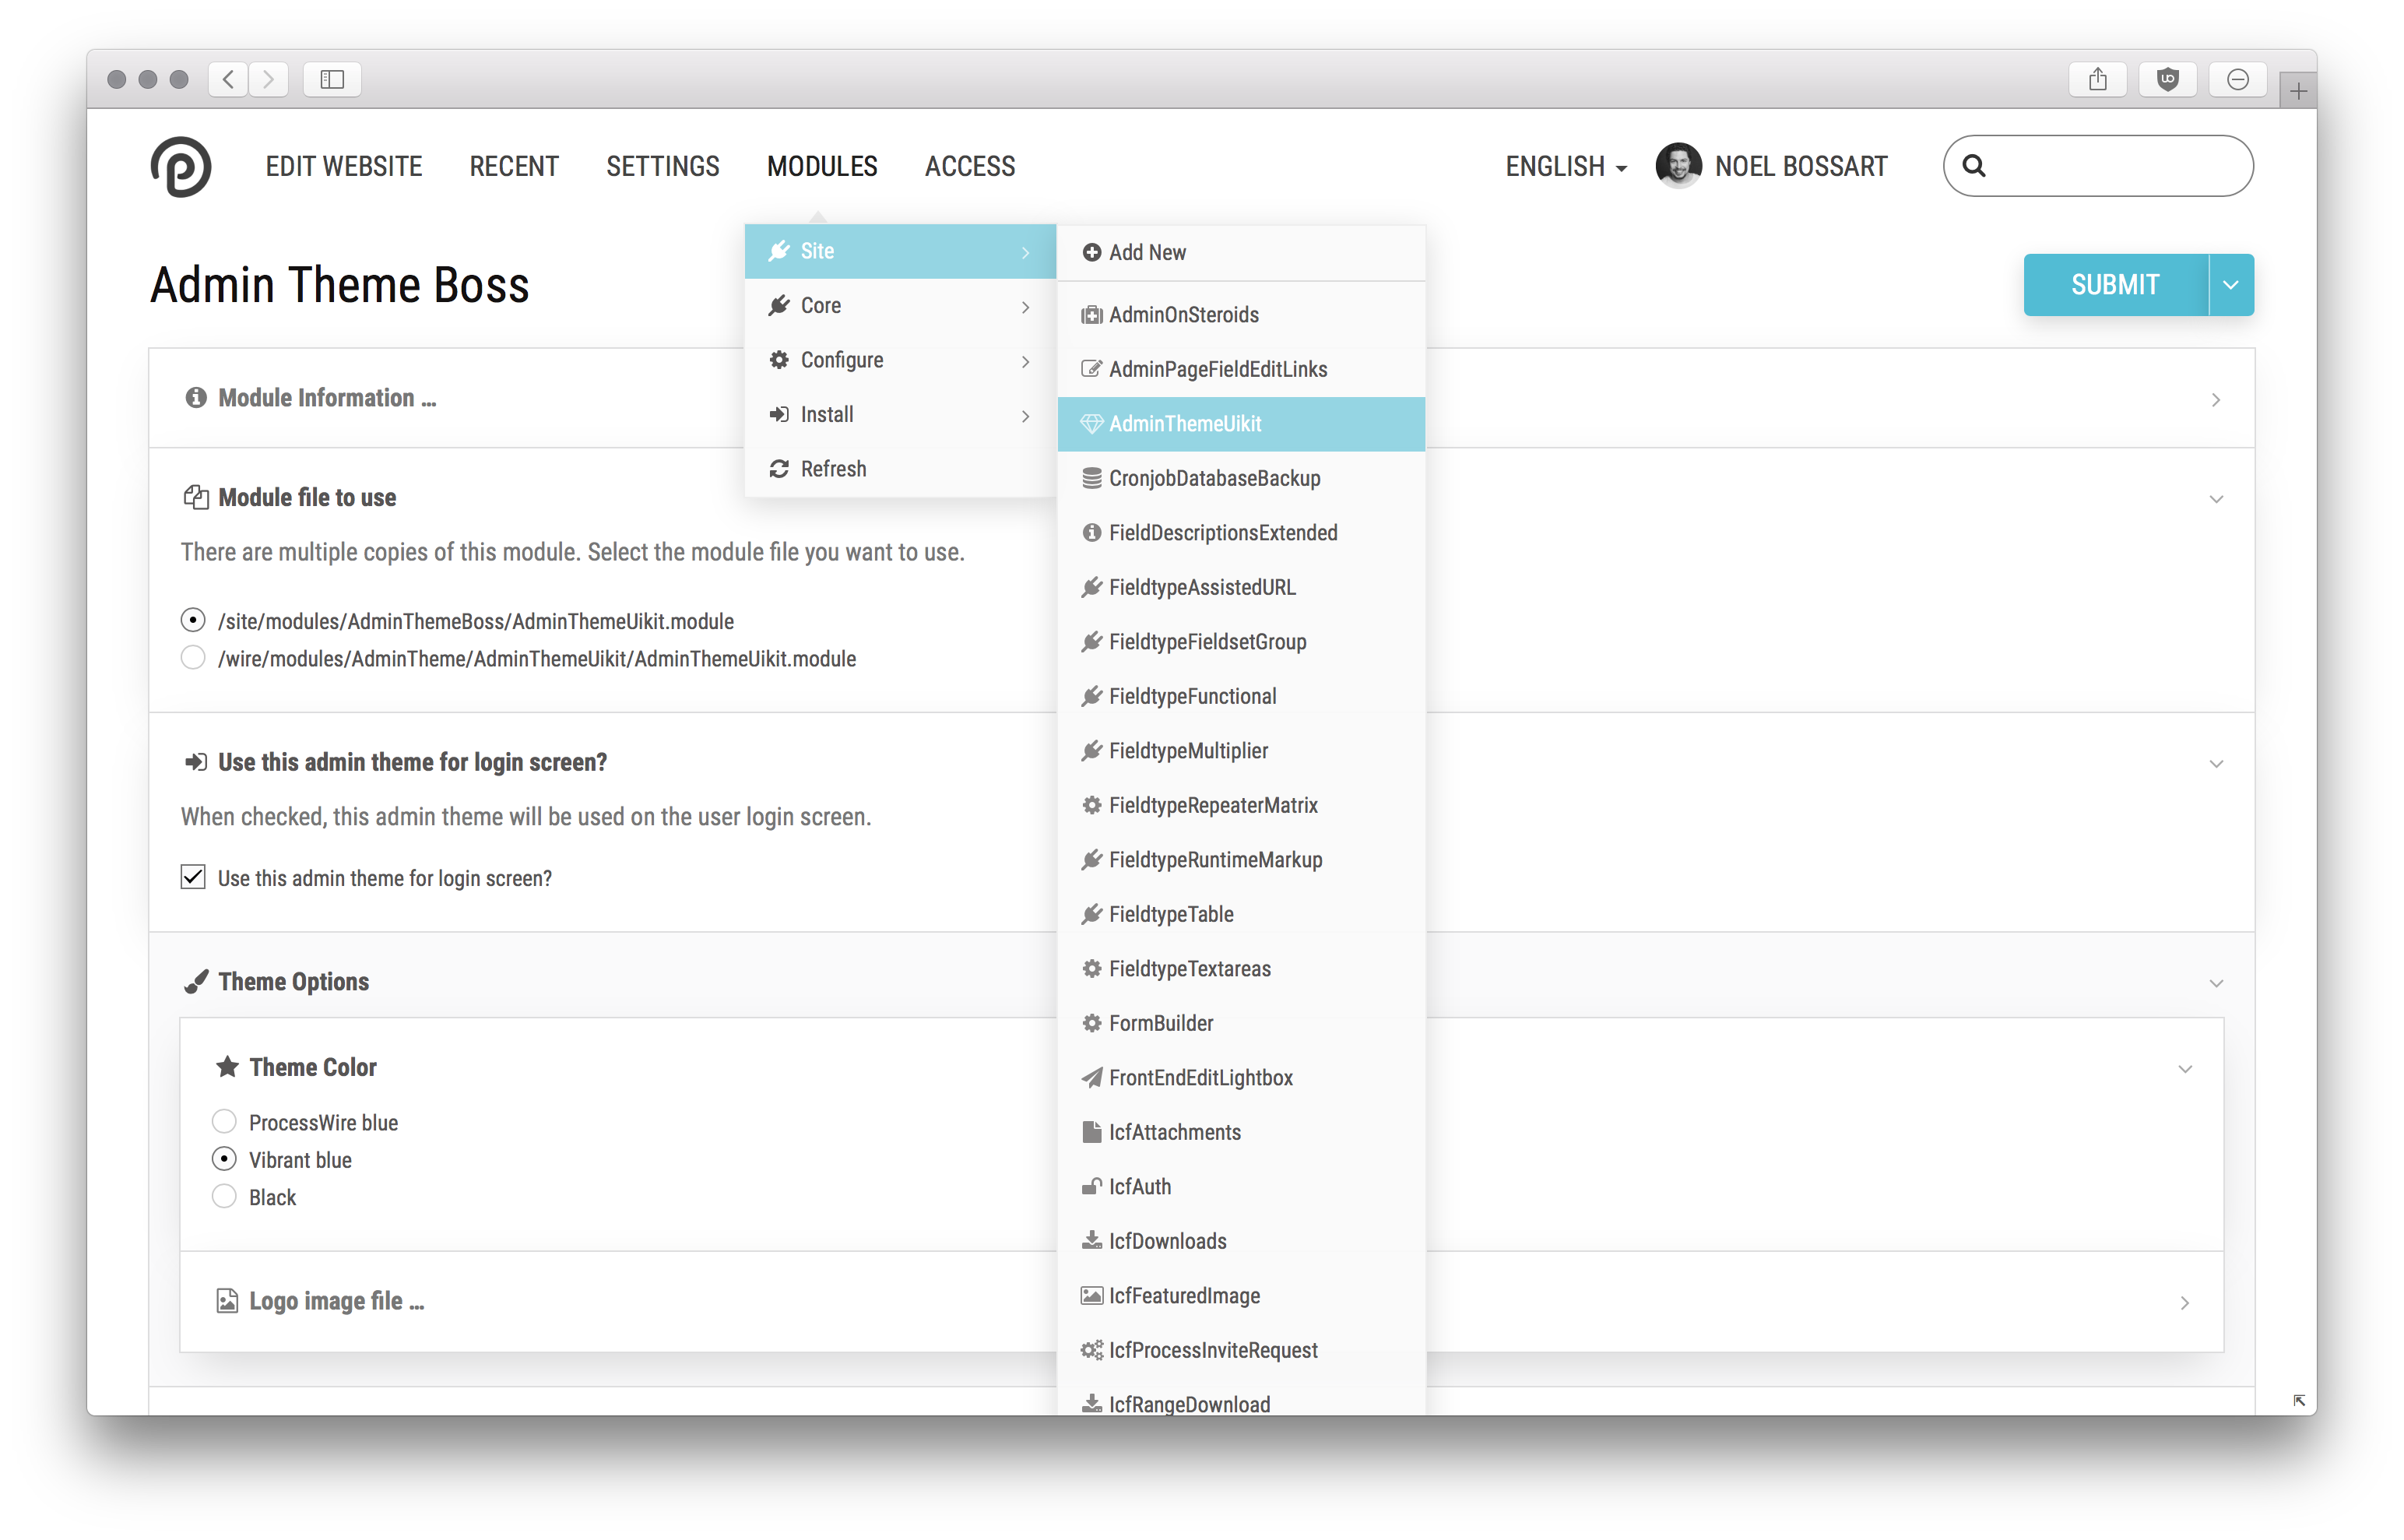 EDIT WEBSITE RECENT SETTINGS MODULES ACCESS ENGLISH NOEL BOSSART
Admin Theme Boss
SUBMIT
Site
Core
Configure
Install
Refresh
Add New
AdminOnSteroids
AdminPageFieldEditLinks
AdminThemeUikit
CronjobDatabaseBackup
FieldDescriptionsExtended
FieldtypeAssistedURL
FieldtypeFieldsetGroup
FieldtypeFunctional
FieldtypeMultiplier
FieldtypeRepeaterMatrix
FieldtypeRuntimeMarkup
FieldtypeTable
FieldtypeTextareas
FormBuilder
FrontEndEditLightbox
IcfAttachments
IcfAuth
IcfDownloads
IcfFeaturedImage
IcfProcessInviteRequest
IcfRangeDownload
Module Information ...
Module file to use
There are multiple copies of this module. Select the module file you want to use.
/site/modules/AdminThemeBoss/AdminThemeUikit.module
/wire/modules/AdminTheme/AdminThemeUikit/AdminThemeUikit.module
Use this admin theme for login screen?
When checked, this admin theme will be used on the user login screen.
Use this admin theme for login screen?
Theme Options
Theme Color
ProcessWire blue
Vibrant blue
Black
Logo image file ...